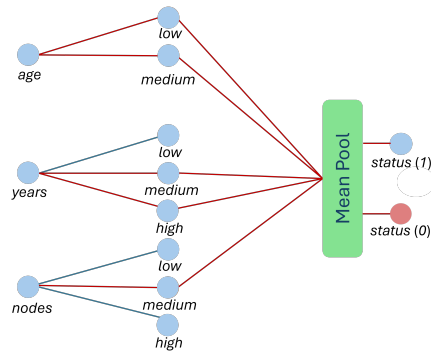 low
age
medium
low
years
medium
high
low
nodes
medium
high
Mean Pool
status (1)
status (0)